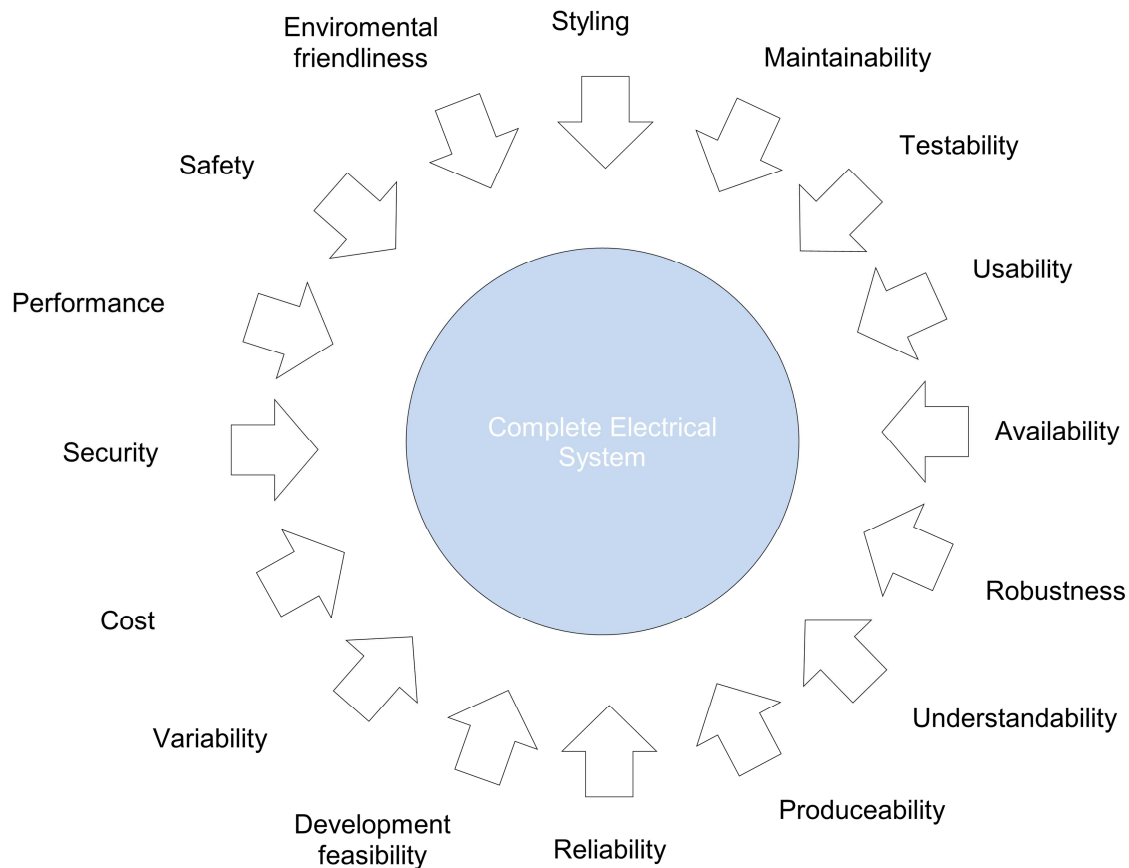 Styling
Enviromental
friendliness
Maintainability
Testability
Safety
Usability
Performance
Complete Electrical
System
Availability
Security
Robustness
Cost
Understandability
Variability
Produceability
Development
feasibility
Reliability